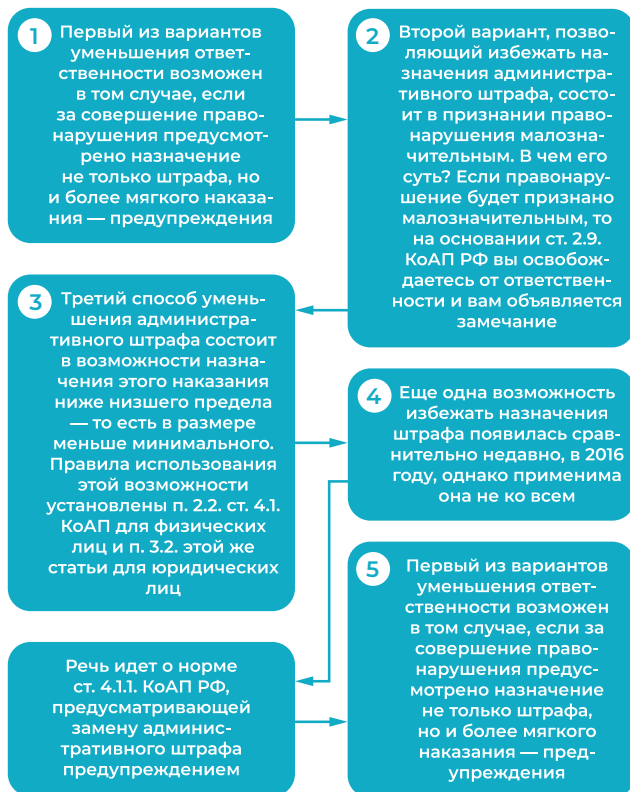 1
Первый из вариантов
уменьшения ответ-
ственности возможен
в том случае, если
за совершение право-
нарушения предусмот-
рено назначение
не только штрафа, но
и более мягкого наказа-
ния — предупреждения
2
Второй вариант, позво-
ляющий избежать на-
значения администра-
тивного штрафа, состо-
ит в признании право-
нарушения малозна-
чительным. В чем его
суть? Если правонару-
шение будет признано
малозначительным, то
на основании ст. 2.9.
КоАП РФ вы освобож-
даетесь от ответствен-
ности и вам объявляется
замечание
3
Третий способ умень-
шения администра-
тивного штрафа состоит
в возможности назна-
чения этого наказания
ниже низшего предела
— то есть в размере
меньше минимального.
Правила использования
этой возможности
установлены п. 2.2. ст. 4.1.
КоАП для физических
лиц и п. 3.2. этой же
статьи для юридических
лиц
4
Еще одна возможность
избежать назначения
штрафа появилась срав-
нительно недавно, в 2016
году, однако применима
она не ко всем
Речь идет о норме
ст. 4.1.1. КоАП РФ,
предусматривающей
замену админис-
тративного штрафа
предупреждением
5
Первый из вариантов
уменьшения ответ-
ственности возможен
в том случае, если за
совершение право-
нарушения предус-
мотрено назначение
не только штрафа,
но и более мягкого
наказания — пред-
упреждения